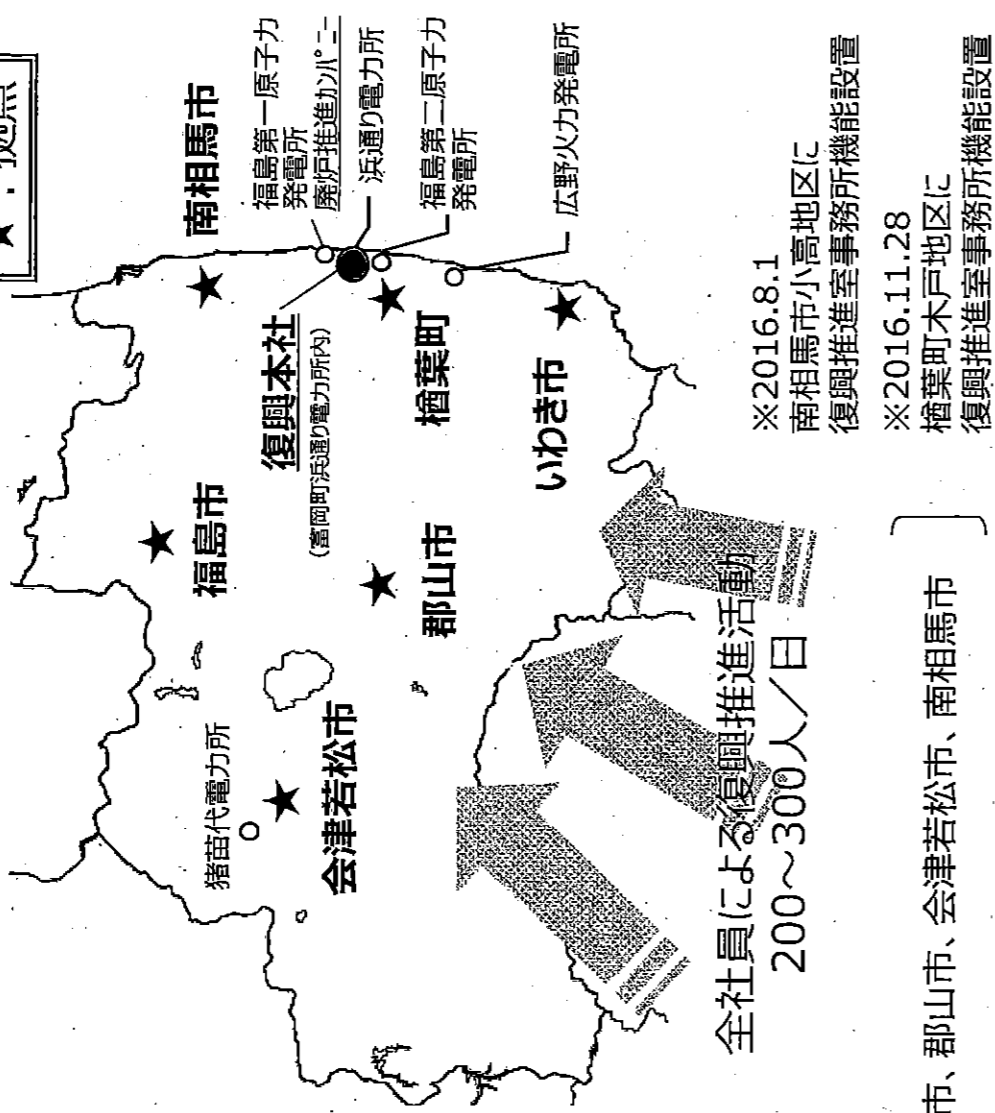 ★：拠点
南相馬市
福島第一原子力
発電所
廃炉推進ｶﾝﾊﾟﾆｰ
浜通り電力所
福島第二原子力
発電所
広野火力発電所
復興本社
(富岡町浜通り電力所内)
楢葉町
いわき市
福島市
郡山市
猪苗代電力所
会津若松市
全社員による復興推進活動
200～300人／日
※2016.8.1
南相馬市小高地区に
復興推進室事務所機能設置
※2016.11.28
楢葉町木戸地区に
復興推進室事務所機能設置
市、郡山市、会津若松市、南相馬市